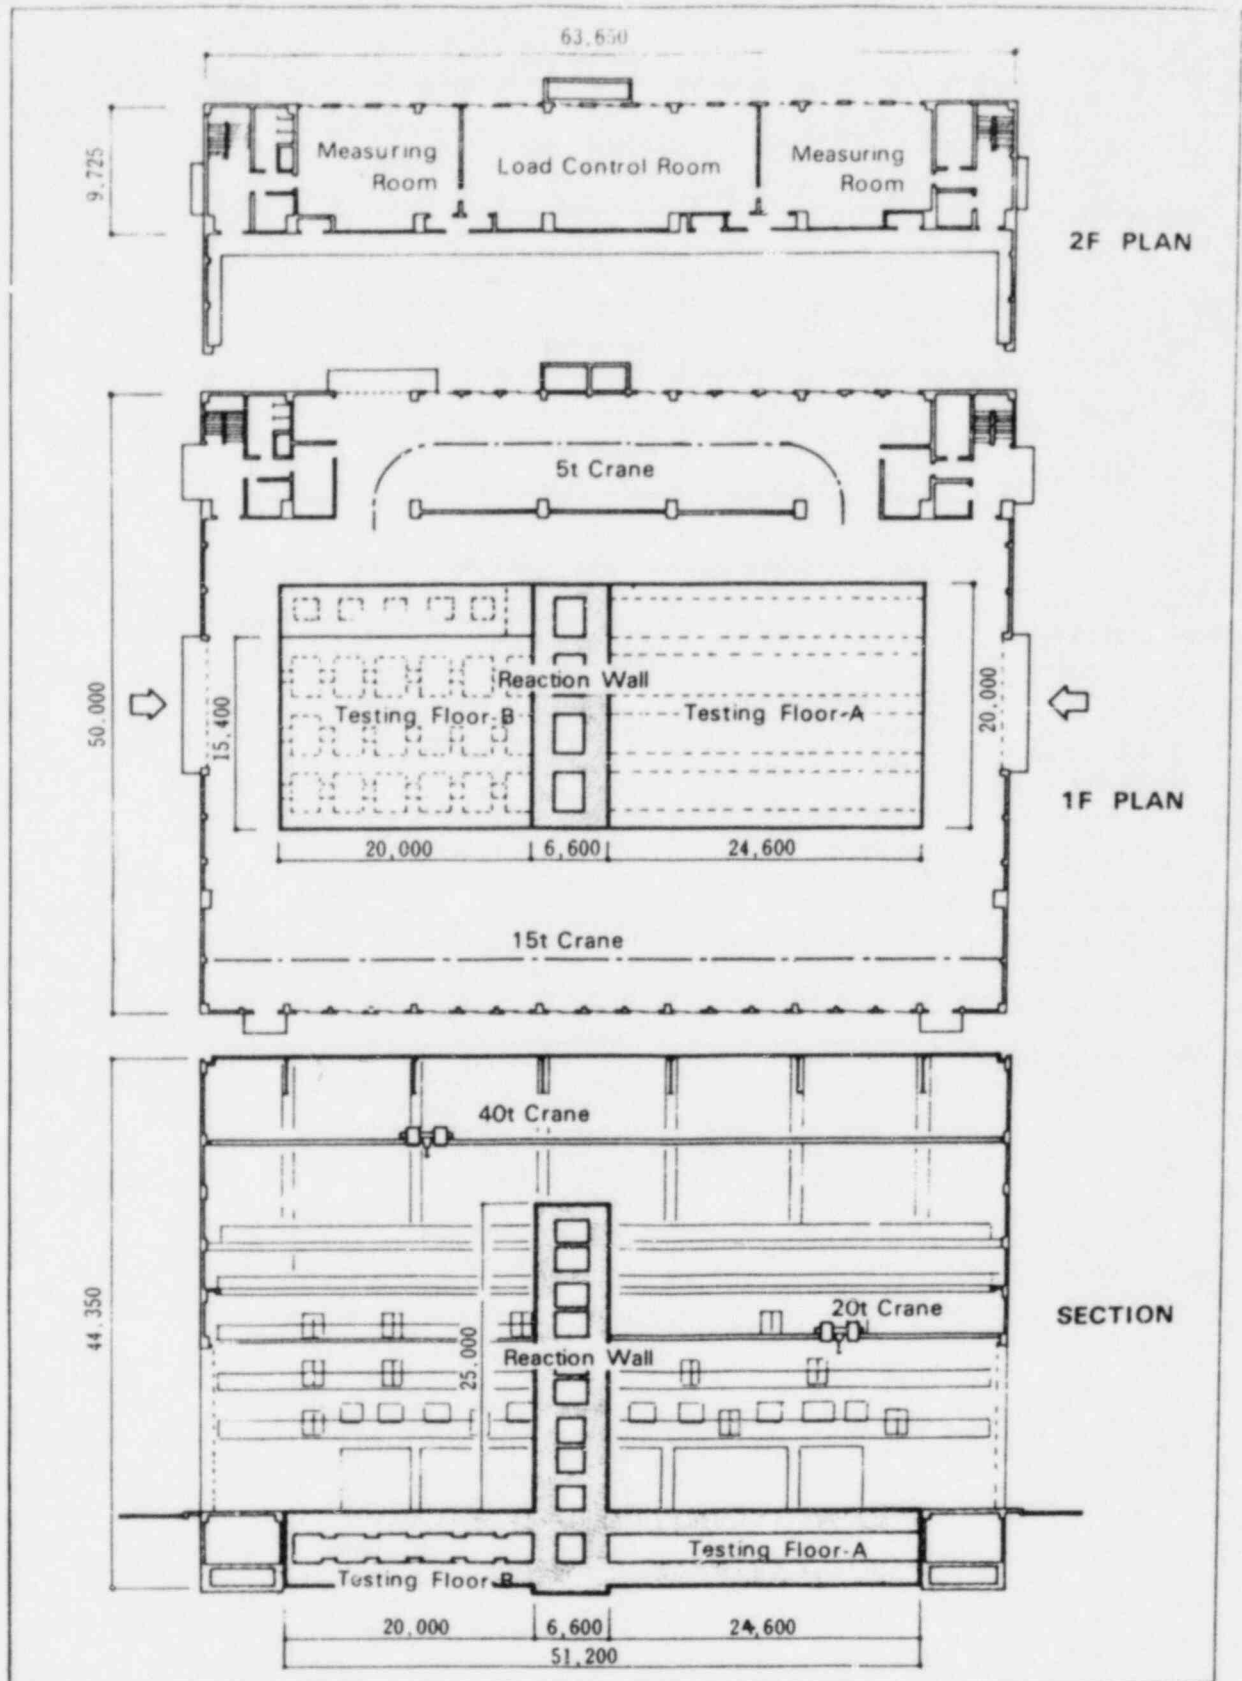 63,650
9,725
Measuring
Room
Load Control Room
Measuring
Room
2F PLAN
5t Crane
50.000
15,400
Reaction Wall
Testing Floor-B
Testing Floor-A
20.000
1F PLAN
20,000
6,600
24,600
15t Crane
40t Crane
44,350
25.000
20t Crane
Reaction Wall
SECTION
Testing Floor-A
Testing Floor-B
20,000
6,600
24,600
51,200